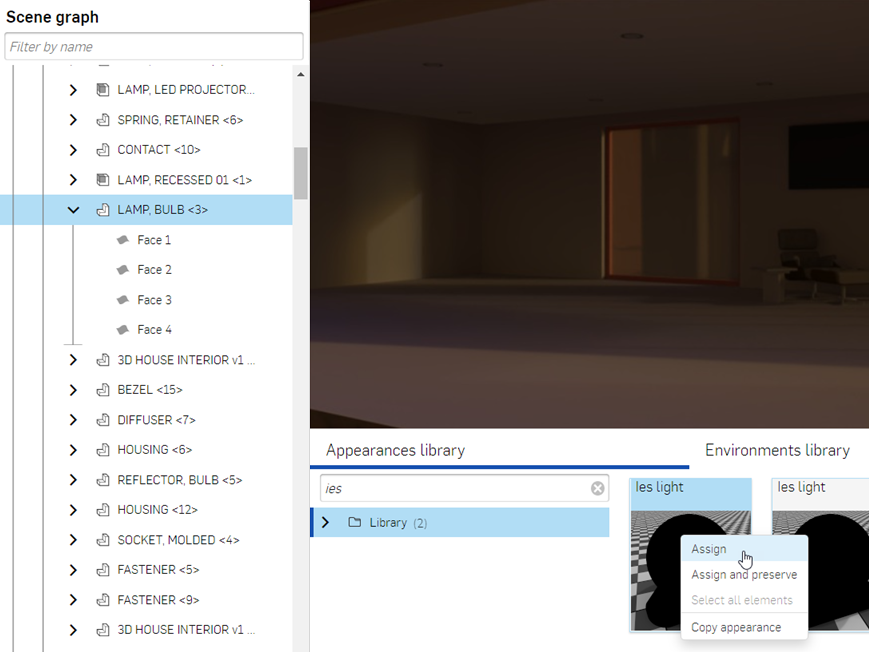 Scene graph
Filter by name
LAMP, LED PROJECTOR...
SPRING, RETAINER <6>
CONTACT <10>
LAMP, RECESSED 01 <1>
LAMP, BULB <3>
Face 1
Face 2
Face 3
Face 4
3D HOUSE INTERIOR v1 ...
BEZEL <15>
DIFFUSER <7>
HOUSING <6>
REFLECTOR, BULB <5>
HOUSING <12>
SOCKET, MOLDED <4>
FASTENER <5>
FASTENER <9>
3D HOUSE INTERIOR v1 ...
Appearances library
Environments library
ies
Library (2)
Ies light
Ies light
Assign
Assign and preserve
Select all elements
Copy appearance